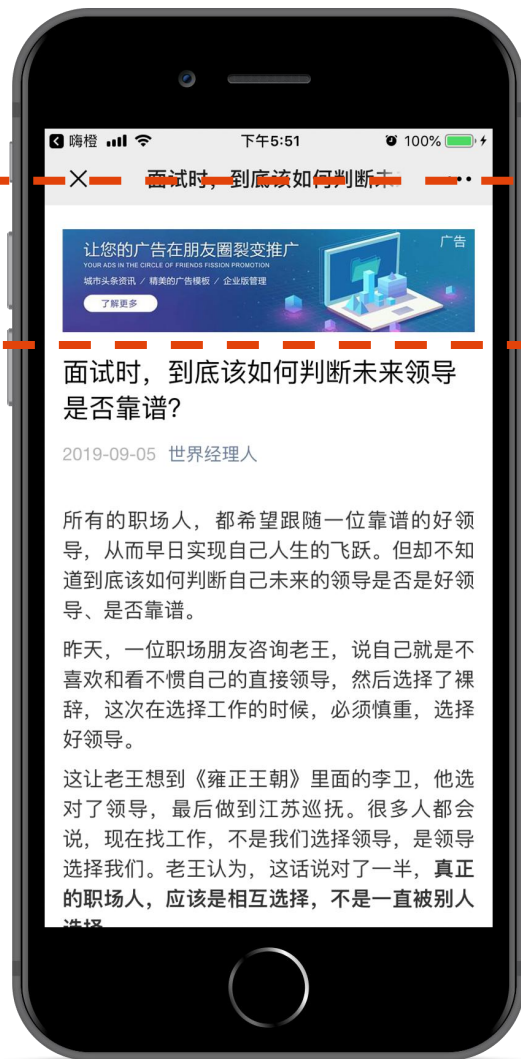 嗨橙
下午5:51
100%
面试时，到底该如何判断未
广告
让您的广告在朋友圈裂变推广
YOUR ADS IN THE CIRCLE OF FRIENDS FISSION PROMOTION
城市头条资讯 / 精美的广告模板 / 企业版管理
了解更多
面试时，到底该如何判断未来领导
是否靠谱？
2019-09-05 世界经理人
所有的职场人，都希望跟随一位靠谱的好领
导，从而早日实现自己人生的飞跃。但却不知
道到底该如何判断自己未来的领导是否是好领
导、是否靠谱。
昨天，一位职场朋友咨询老王，说自己就是不
喜欢和看不惯自己的直接领导，然后选择了裸
辞，这次在选择工作的时候，必须慎重，选择
好领导。
这让老王想到《雍正王朝》里面的李卫，他选
对了领导，最后做到江苏巡抚。很多人都会
说，现在找工作，不是我们选择领导，是领导
选择我们。老王认为，这话说对了一半，真正
的职场人，应该是相互选择，不是一直被别人
选择